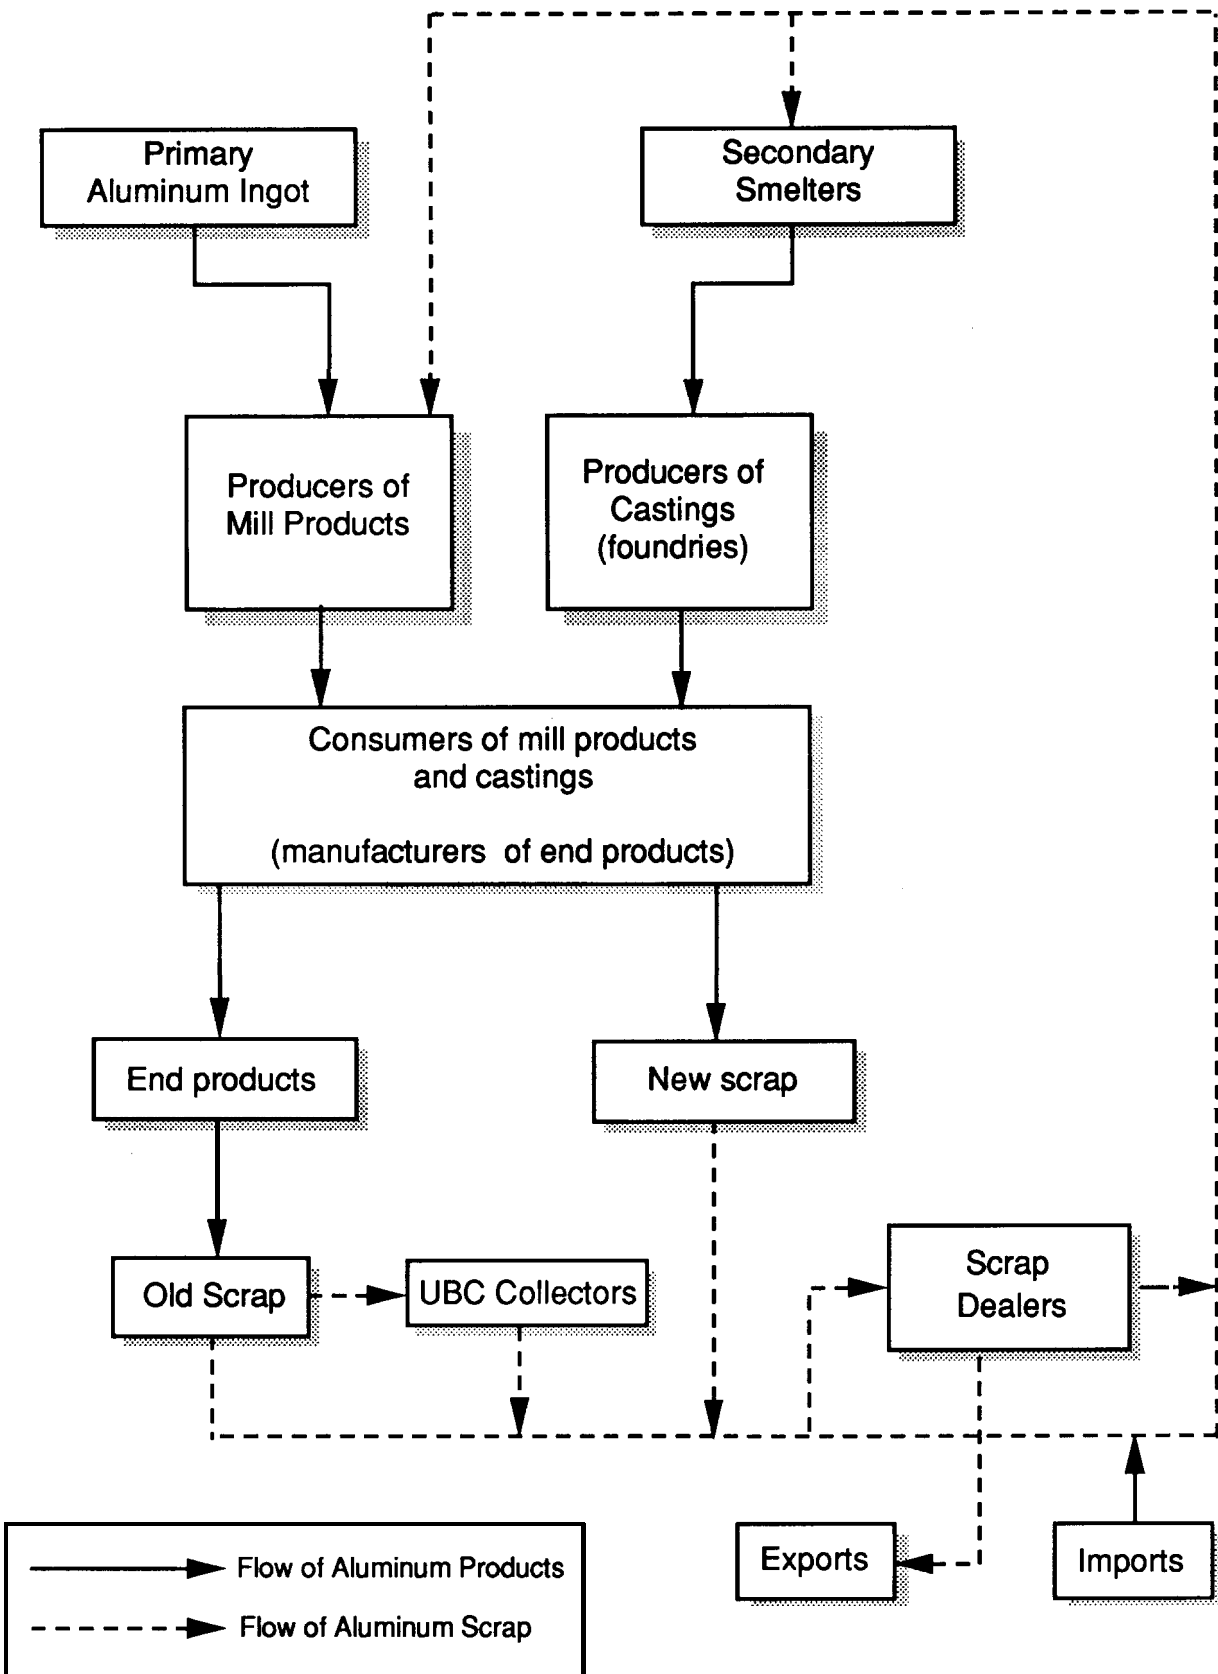 Primary
Aluminum Ingot
Secondary
Smelters
Producers of
Mill Products
Producers of
Castings
(foundries)
Consumers of mill products
and castings
(manufacturers of end products)
End products
New scrap
Old Scrap
UBC Collectors
Scrap
Dealers
Exports
Imports
Flow of Aluminum Products
Flow of Aluminum Scrap